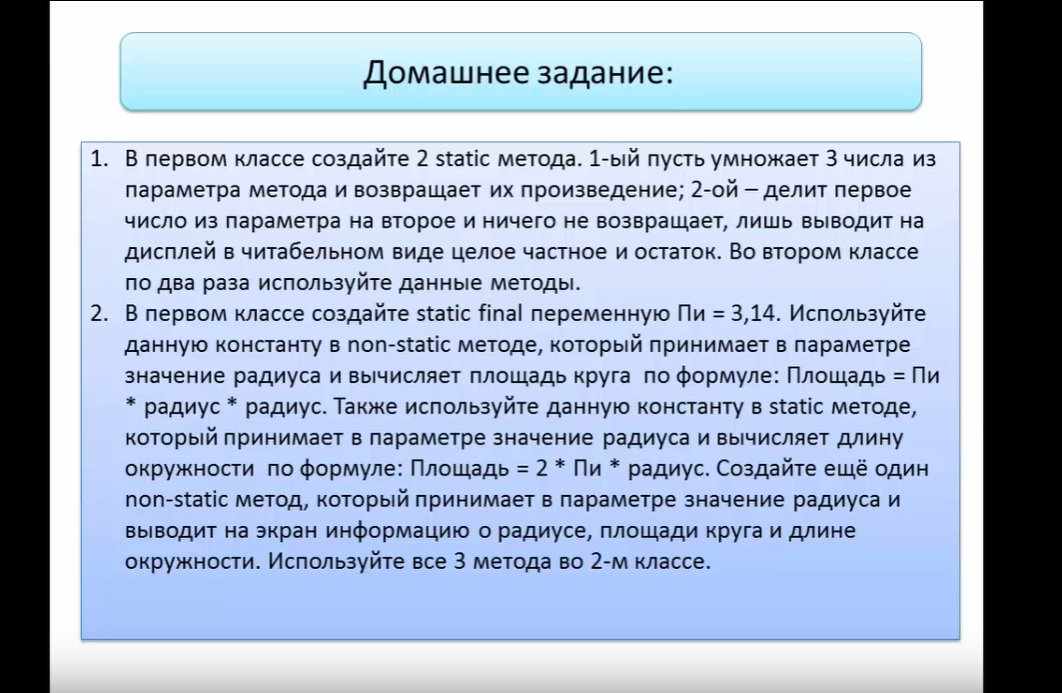 Домашнее задание:
1. В первом классе создайте 2 static метода. 1-ый пусть умножает 3 числа из
параметра метода и возвращает их произведение; 2-ой – делит первое
число из параметра на второе и ничего не возвращает, лишь выводит на
дисплей в читабельном виде целое частное и остаток. Во втором классе
по два раза используйте данные методы.
2. В первом классе создайте static final переменную Пи = 3,14. Используйте
данную константу в non-static методе, который принимает в параметре
значение радиуса и вычисляет площадь круга по формуле: Площадь = Пи
* радиус * радиус. Также используйте данную константу в static методе,
который принимает в параметре значение радиуса и вычисляет длину
окружности по формуле: Площадь = 2 * Пи * радиус. Создайте ещё один
non-static метод, который принимает в параметре значение радиуса и
выводит на экран информацию о радиусе, площади круга и длине
окружности. Используйте все 3 метода во 2-м классе.